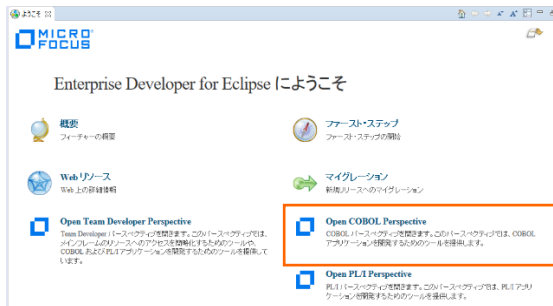 ようこそ
MICRO
FOCUS
Enterprise Developer for Eclipse にようこそ
概要
フィーチャーの概要
ファースト・ステップ
ファースト・ステップの開始
Web リソース
Web 上の詳細情報
マイグレーション
新規リリースへのマイグレーション
Open Team Developer Perspective
Team Developer パースペクティブを開きます。このパースペクティブでは、
メインフレームのリソースへのアクセスを簡略化するためのツールや、
COBOL および PL/I アプリケーションを開発するためのツールを提供して
います。
Open COBOL Perspective
COBOL パースペクティブを開きます。このパースペクティブでは、COBOL
アプリケーションを開発するためのツールを提供します。
Open PL/I Perspective
PL/I パースペクティブを開きます。このパースペクティブでは、PL/I アプリ
ケーションを開発するためのツールを提供します。